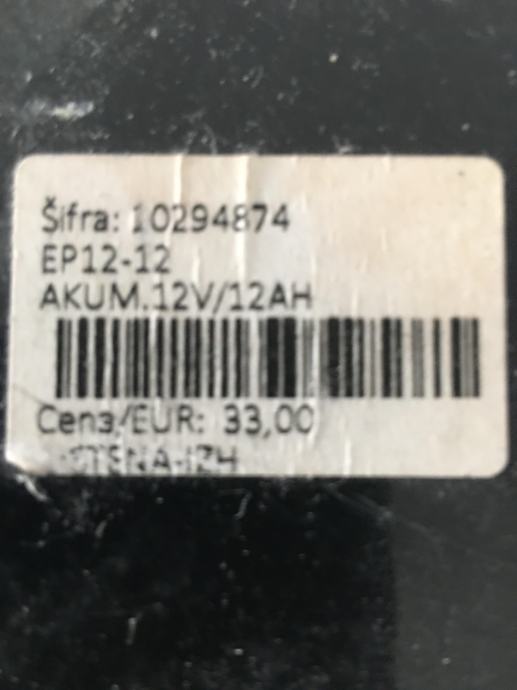 Šifra: 10294874
EP12-12
AKUM.12V/12AH
Cena/EUR: 33,00